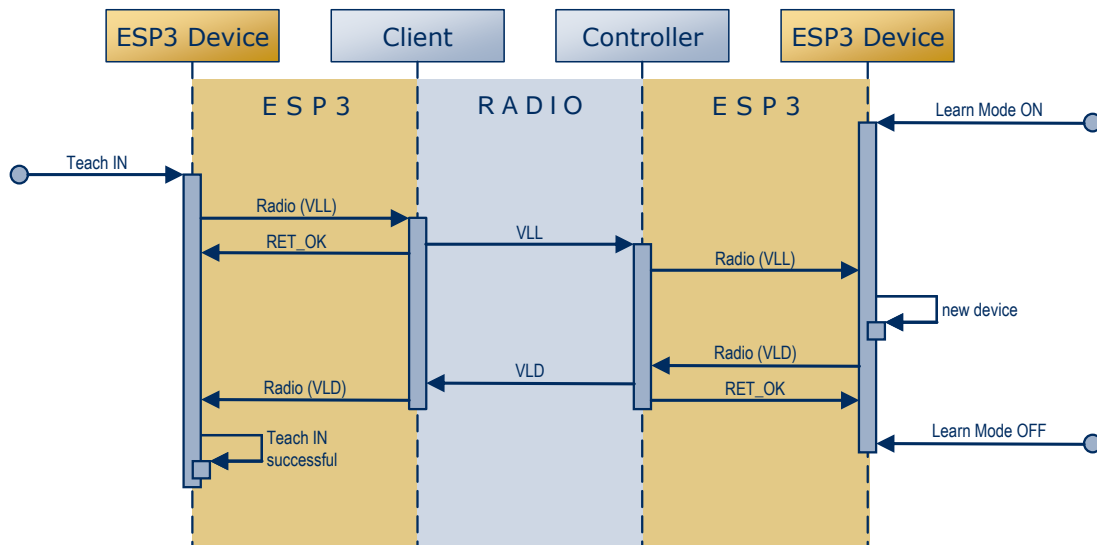 ESP3 Device
Client
Controller
ESP3 Device
ESP3
RADIO
ESP3
Learn Mode ON
Teach IN
Radio (VLL)
VLL
RET_OK
Radio (VLL)
new device
Radio (VLD)
VLD
Radio (VLD)
RET_OK
Learn Mode OFF
Teach IN
successful